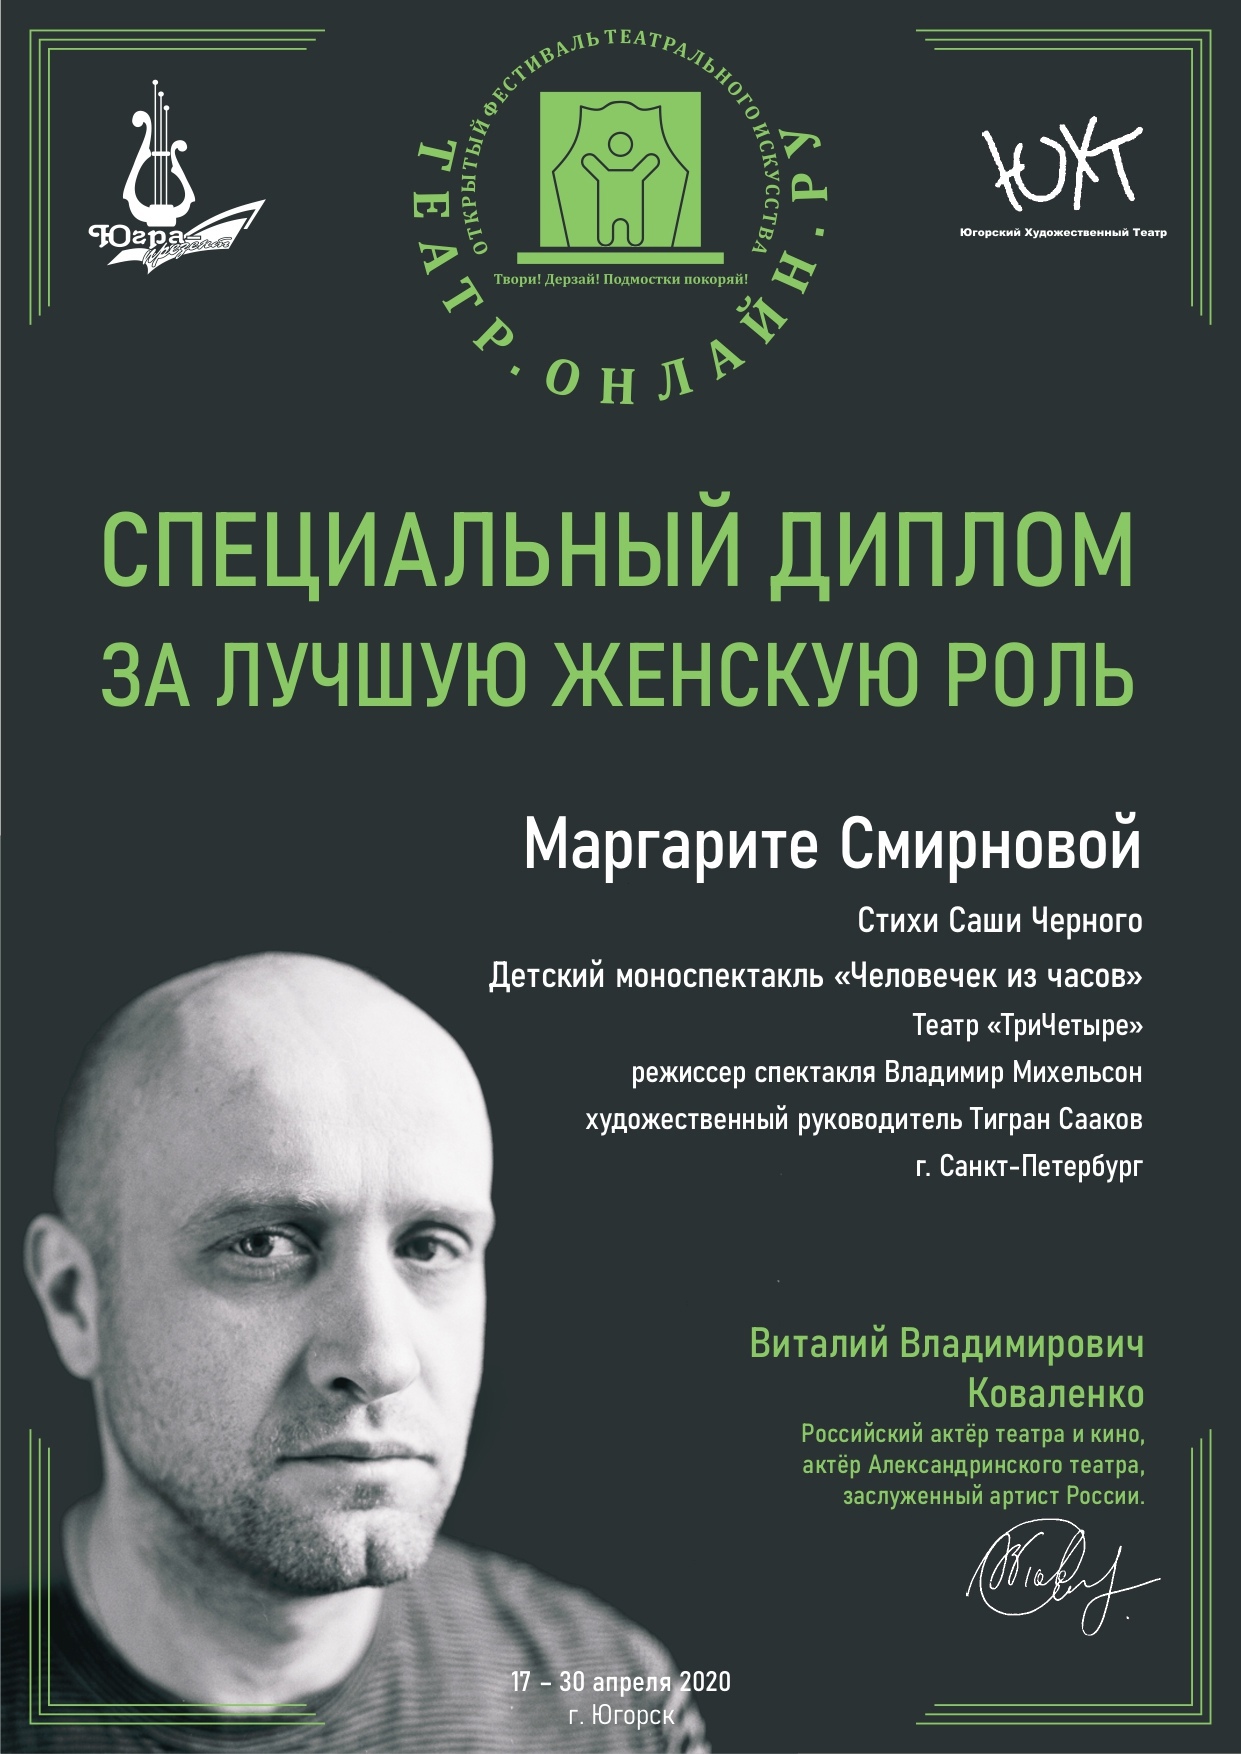 ОТКРЫТЫЙ ФЕСТИВАЛЬ ТЕАТРАЛЬНОГО ИСКУССТВА
ТЕАТР.ОНЛАЙН.РУ
Твори! Дерзай! Подмостки покоряй!
Югра-
презент
ЮХТ
Югорский Художественный Театр
СПЕЦИАЛЬНЫЙ ДИПЛОМ
ЗА ЛУЧШУЮ ЖЕНСКУЮ РОЛЬ
Маргарите Смирновой
Стихи Саши Черного
Детский моноспектакль «Человечек из часов»
Театр «ТриЧетыре»
режиссер спектакля Владимир Михельсон
художественный руководитель Тигран Сааков
г. Санкт-Петербург
Виталий Владимирович
Коваленко
Российский актёр театра и кино,
актёр Александринского театра,
заслуженный артист России.
17 – 30 апреля 2020
г. Югорск